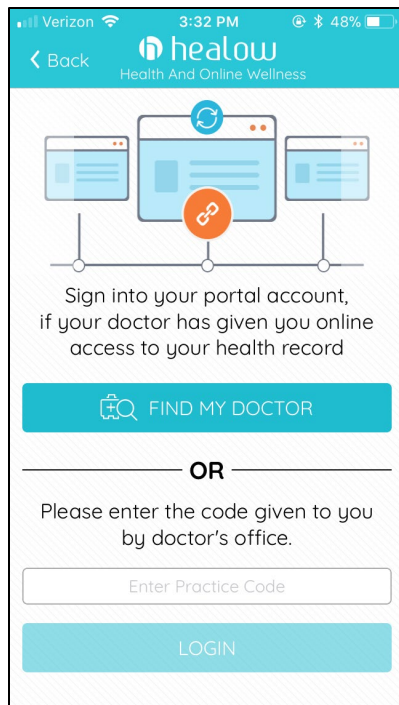 Verizon 3:32 PM 48%
Back healow
Health And Online Wellness
Sign into your portal account,
if your doctor has given you online
access to your health record
FIND MY DOCTOR
OR
Please enter the code given to you
by doctor's office.
Enter Practice Code
LOGIN